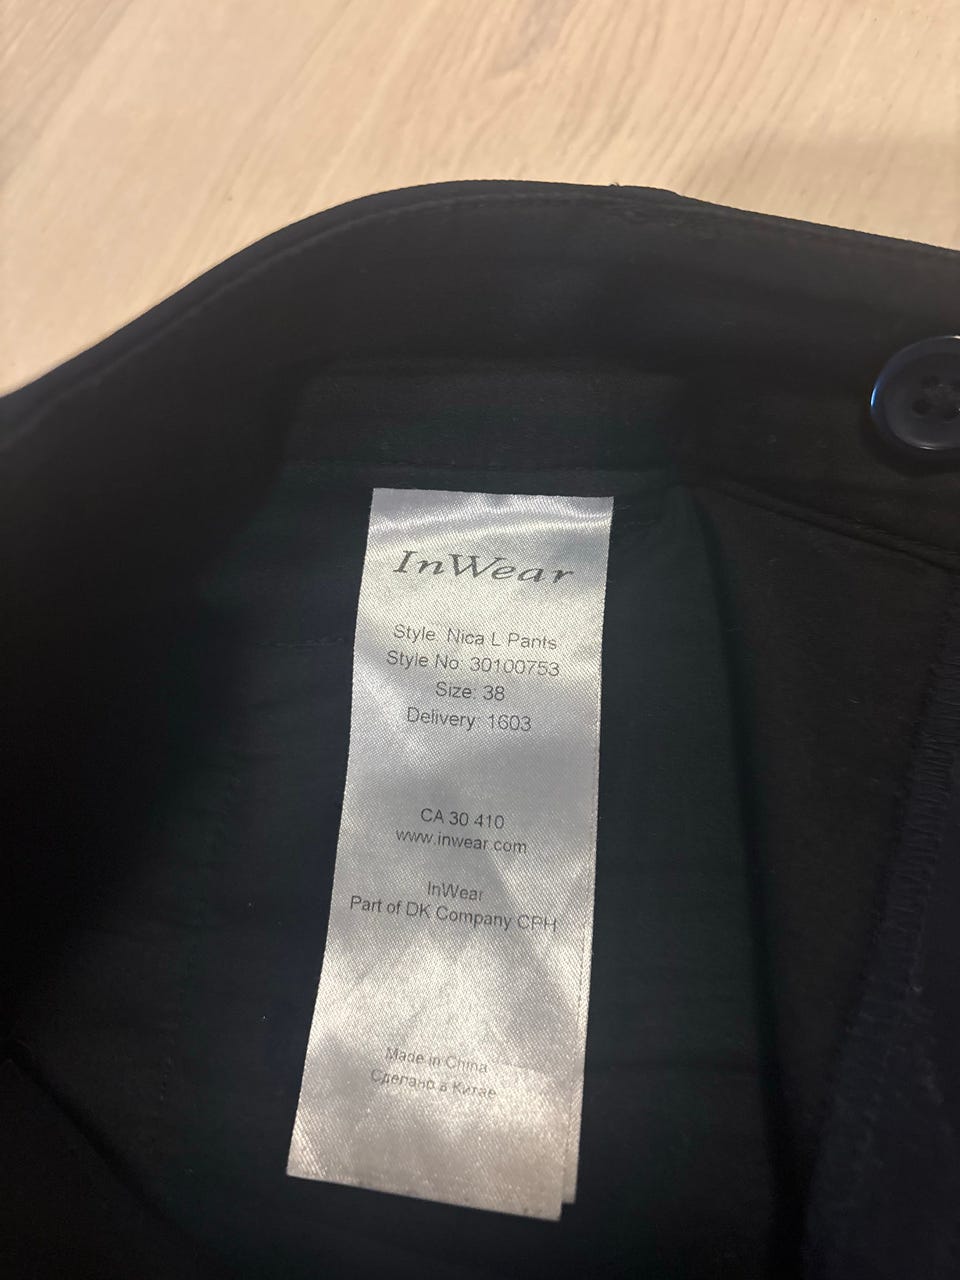 InWear
Style: Nica L Pants
Style No: 30100753
Size: 38
Delivery: 1603
CA 30 410
www.inwear.com
InWear
Part of DK Company CPH
Made in China
Сделано в Китае